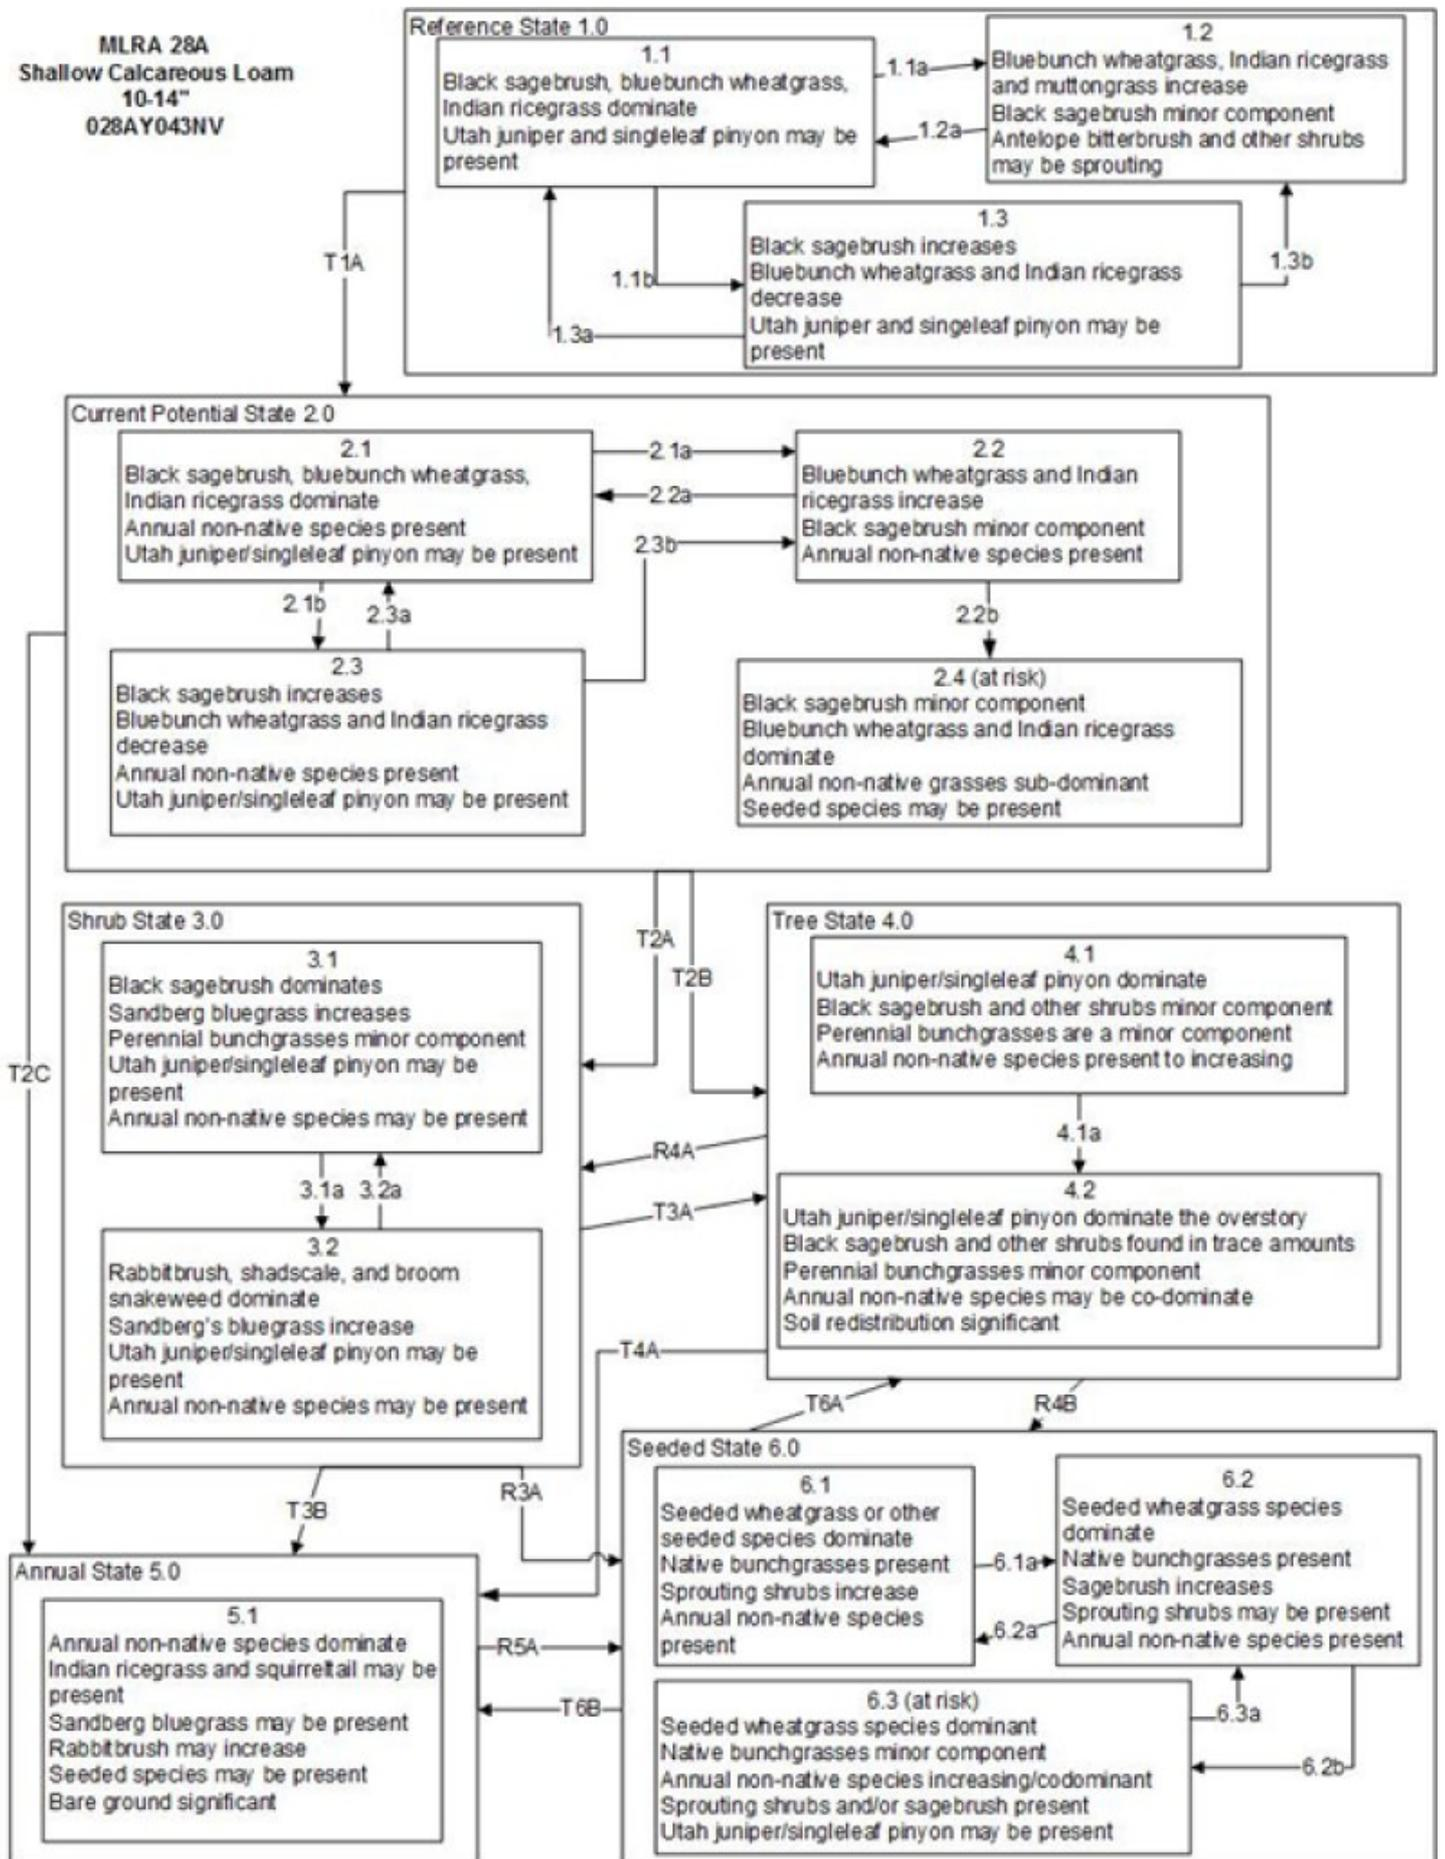 MLRA 28A
Shallow Calcareous Loam
10-14"
028AY043NV
Reference State 1.0
1.1
Black sagebrush, bluebunch wheatgrass,
Indian ricegrass dominate
Utah juniper and singleleaf pinyon may be
present
1.1a
1.2a
1.2
Bluebunch wheatgrass, Indian ricegrass
and muttongrass increase
Black sagebrush minor component
Antelope bitterbrush and other shrubs
may be sprouting
1.3
Black sagebrush increases
Bluebunch wheatgrass and Indian ricegrass
decrease
Utah juniper and singeleaf pinyon may be
present
1.1b
1.3a
1.3b
T1A
Current Potential State 2.0
2.1
Black sagebrush, bluebunch wheatgrass,
Indian ricegrass dominate
Annual non-native species present
Utah juniper/singleleaf pinyon may be present
2.1a
2.2a
2.3b
2.2
Bluebunch wheatgrass and Indian
ricegrass increase
Black sagebrush minor component
Annual non-native species present
2.1b
2.3a
2.2b
2.3
Black sagebrush increases
Bluebunch wheatgrass and Indian ricegrass
decrease
Annual non-native species present
Utah juniper/singleleaf pinyon may be present
2.4 (at risk)
Black sagebrush minor component
Bluebunch wheatgrass and Indian ricegrass
dominate
Annual non-native grasses sub-dominant
Seeded species may be present
T2A
T2B
T2C
Shrub State 3.0
3.1
Black sagebrush dominates
Sandberg bluegrass increases
Perennial bunchgrasses minor component
Utah juniper/singleleaf pinyon may be
present
Annual non-native species may be present
3.1a
3.2a
3.2
Rabbitbrush, shadscale, and broom
snakeweed dominate
Sandberg's bluegrass increase
Utah juniper/singleleaf pinyon may be
present
Annual non-native species may be present
R4A
T3A
Tree State 4.0
4.1
Utah juniper/singleleaf pinyon dominate
Black sagebrush and other shrubs minor component
Perennial bunchgrasses are a minor component
Annual non-native species present to increasing
4.1a
4.2
Utah juniper/singleleaf pinyon dominate the overstory
Black sagebrush and other shrubs found in trace amounts
Perennial bunchgrasses minor component
Annual non-native species may be co-dominate
Soil redistribution significant
T4A
T6A
R4B
T3B
R3A
Annual State 5.0
5.1
Annual non-native species dominate
Indian ricegrass and squirreltail may be
present
Sandberg bluegrass may be present
Rabbitbrush may increase
Seeded species may be present
Bare ground significant
R5A
T6B
Seeded State 6.0
6.1
Seeded wheatgrass or other
seeded species dominate
Native bunchgrasses present
Sprouting shrubs increase
Annual non-native species
present
6.1a
6.2a
6.2
Seeded wheatgrass species
dominate
Native bunchgrasses present
Sagebrush increases
Sprouting shrubs may be present
Annual non-native species present
6.3 (at risk)
Seeded wheatgrass species dominant
Native bunchgrasses minor component
Annual non-native species increasing/codominant
Sprouting shrubs and/or sagebrush present
Utah juniper/singleleaf pinyon may be present
6.3a
6.2b